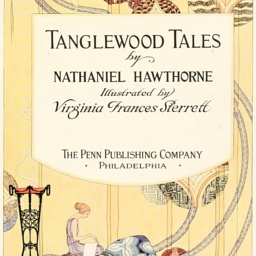 TANGLEWOOD TALES
by
NATHANIEL HAWTHORNE
Illustrated by
Virginia Frances Sterrett
THE PENN PUBLISHING COMPANY
· PHILADELPHIA ·